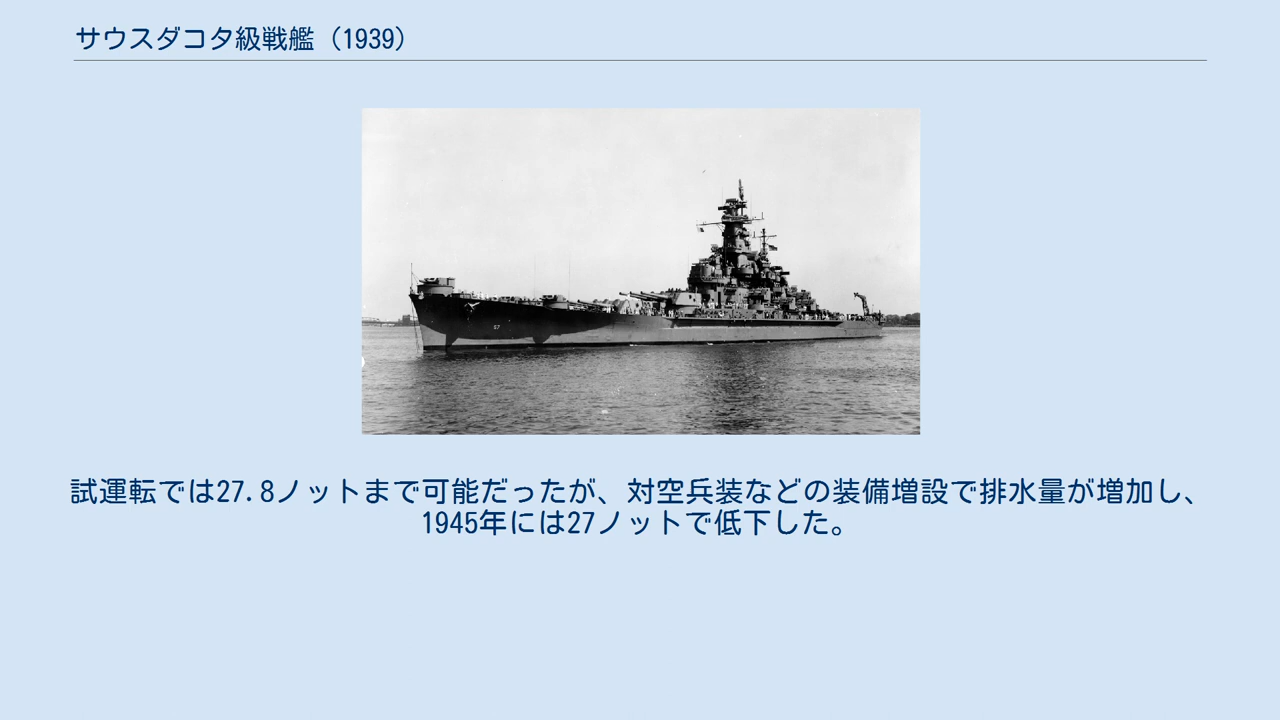 サウスダコタ級戦艦（1939）
57
試運転では27.8ノットまで可能だったが、対空兵装などの装備増設で排水量が増加し、
1945年には27ノットで低下した。